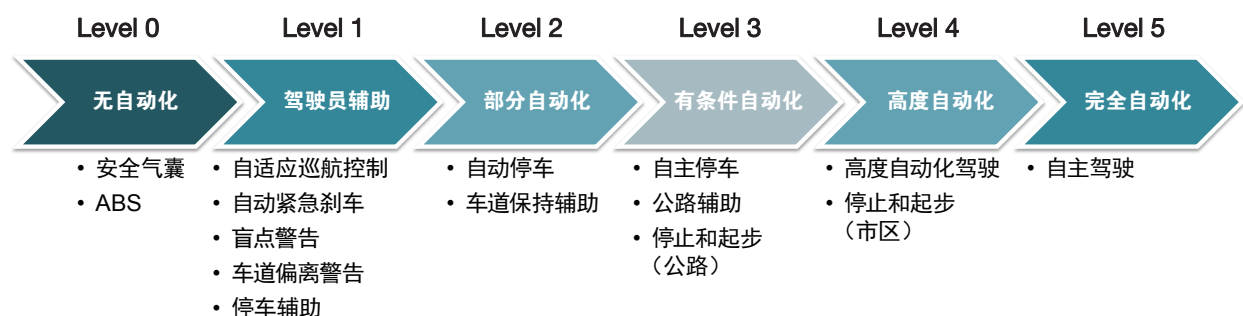 Level 0
Level 1
Level 2
Level 3
Level 4
Level 5
无自动化
驾驶员辅助
部分自动化
有条件自动化
高度自动化
完全自动化
• 安全气囊
• ABS
• 自适应巡航控制
• 自动紧急刹车
• 盲点警告
• 车道偏离警告
• 停车辅助
• 自动停车
• 车道保持辅助
• 自主停车
• 公路辅助
• 停止和起步
（公路）
• 高度自动化驾驶
• 停止和起步
（市区）
• 自主驾驶